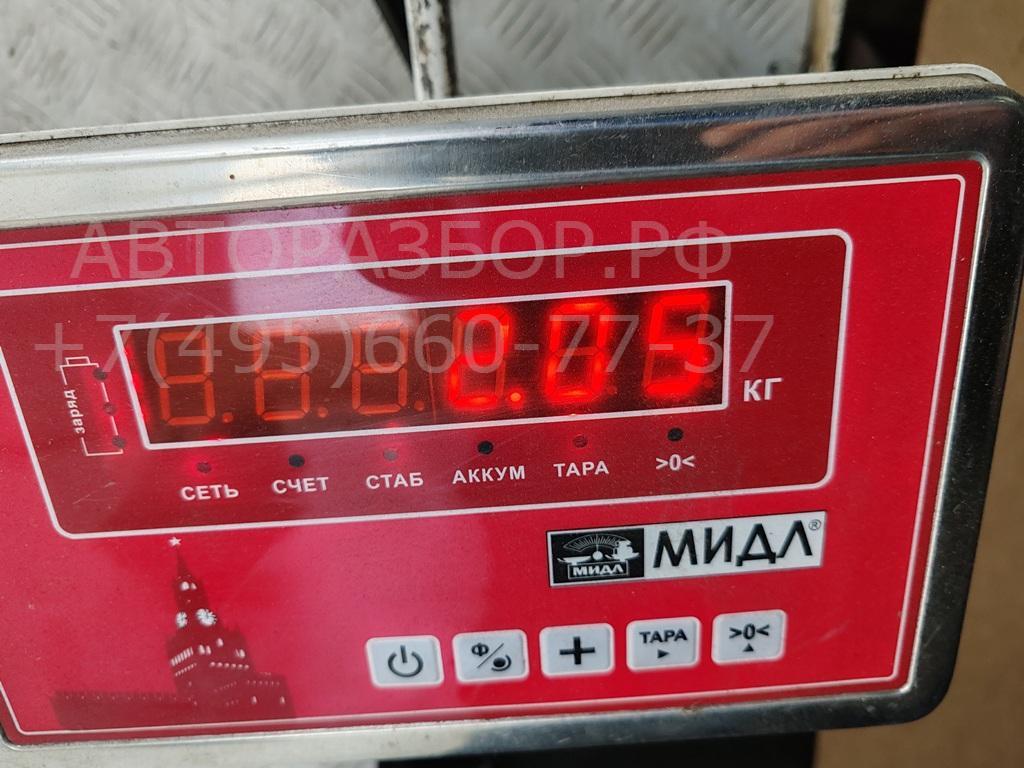 АВТОРАЗБОР.РФ
+7(495)660-77-37
0.05
КГ
заряд
СЕТЬ СЧЕТ СТАБ АККУМ ТАРА >0<
МИДЛ МИДЛ®
Ф ТАРА >0<